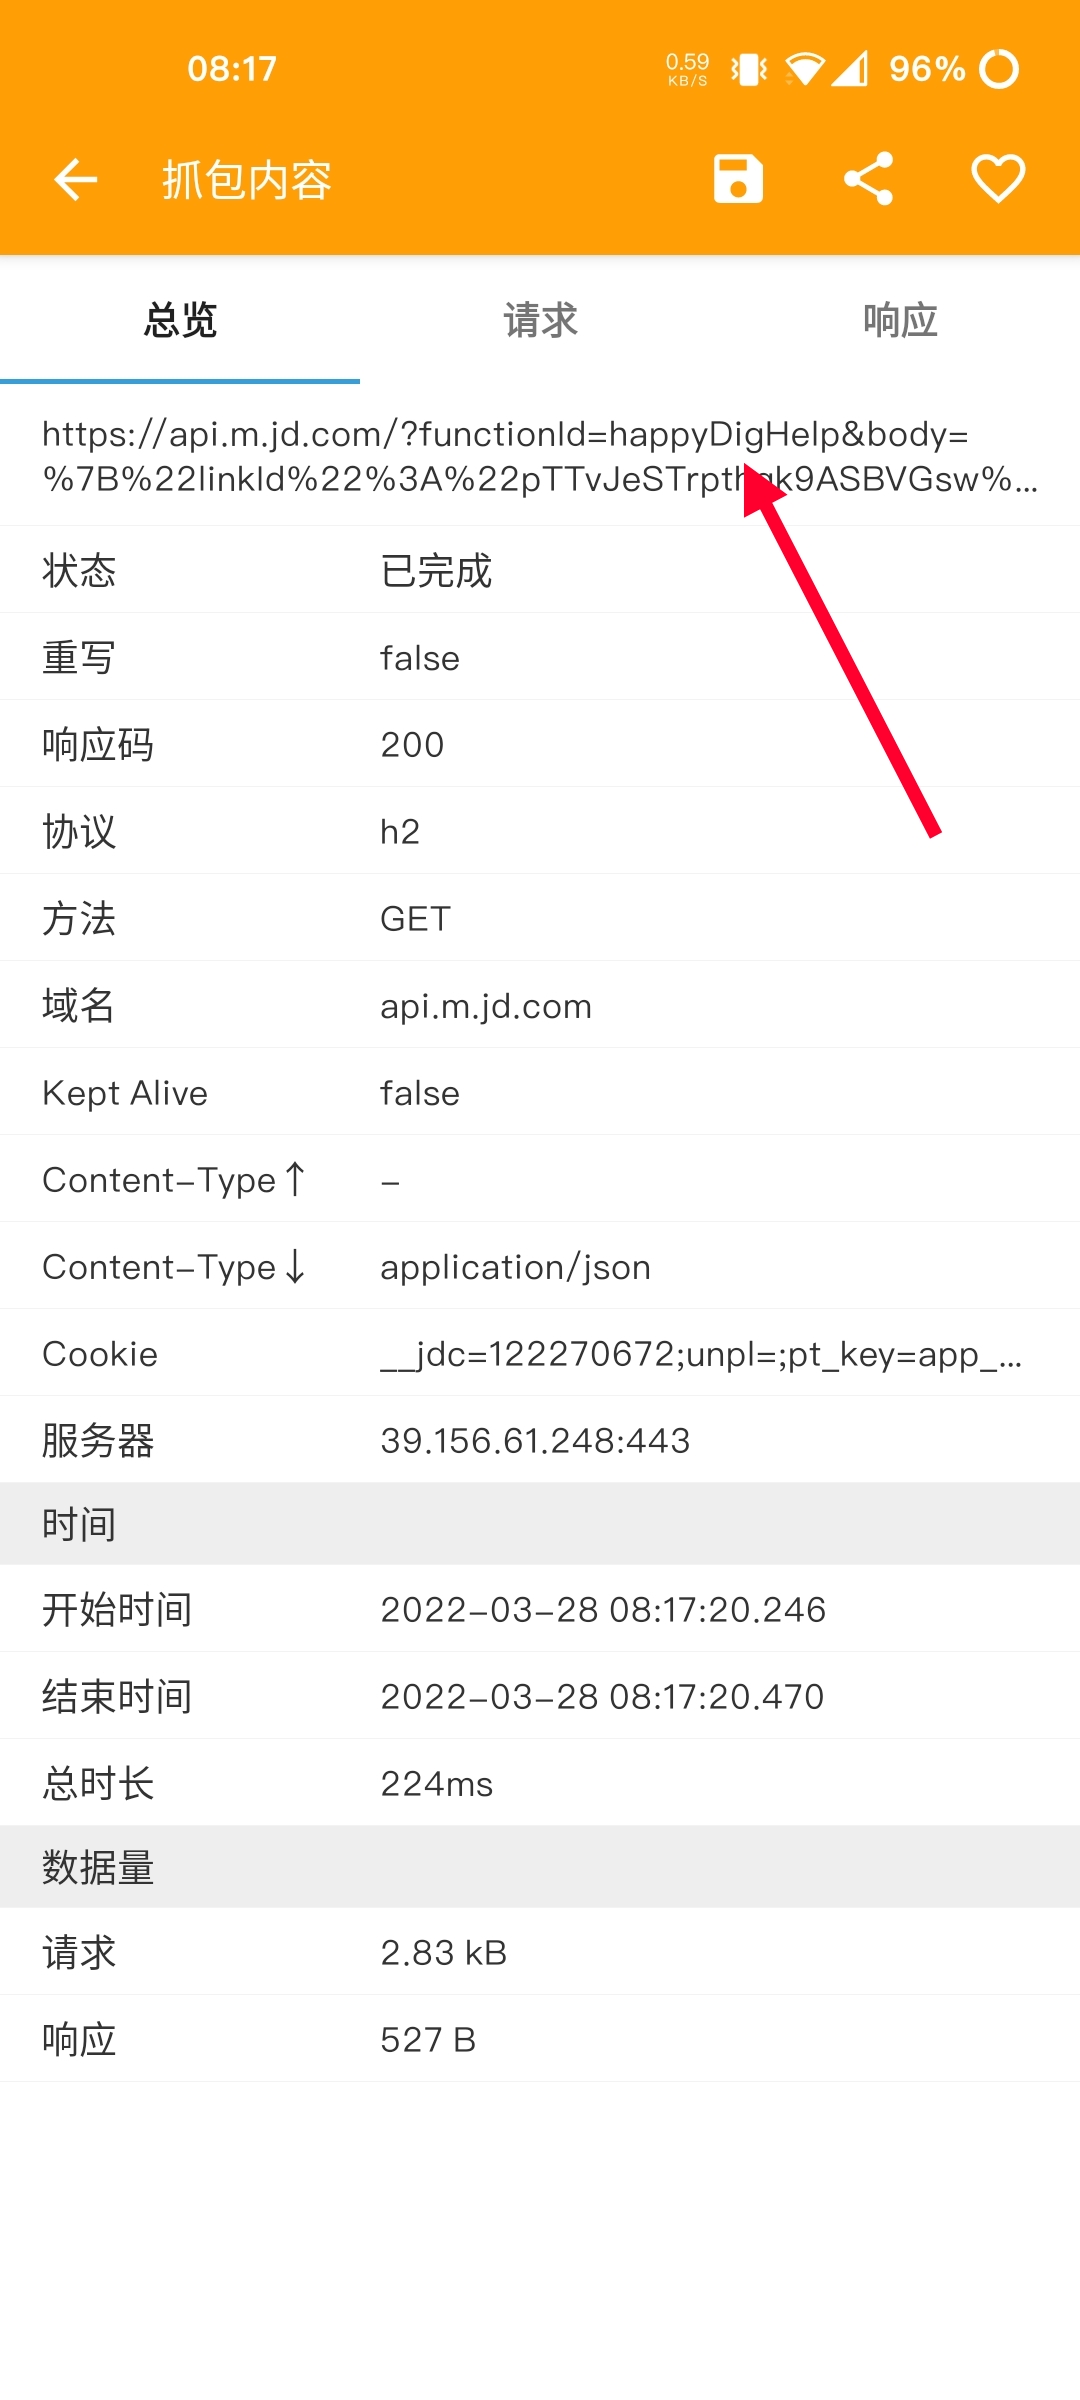 08:17
0.59
KB/S
96%
抓包内容
总览 请求 响应
https://api.m.jd.com/?functionId=happyDigHelp&body=
%7B%22linkId%22%3A%22pTTvJeSTrpthgk9ASBVGsw%...
状态 已完成
重写 false
响应码 200
协议 h2
方法 GET
域名 api.m.jd.com
Kept Alive false
Content-Type↑ -
Content-Type↓ application/json
Cookie __jdc=122270672;unpl=;pt_key=app_...
服务器 39.156.61.248:443
时间
开始时间 2022-03-28 08:17:20.246
结束时间 2022-03-28 08:17:20.470
总时长 224ms
数据量
请求 2.83 kB
响应 527 B